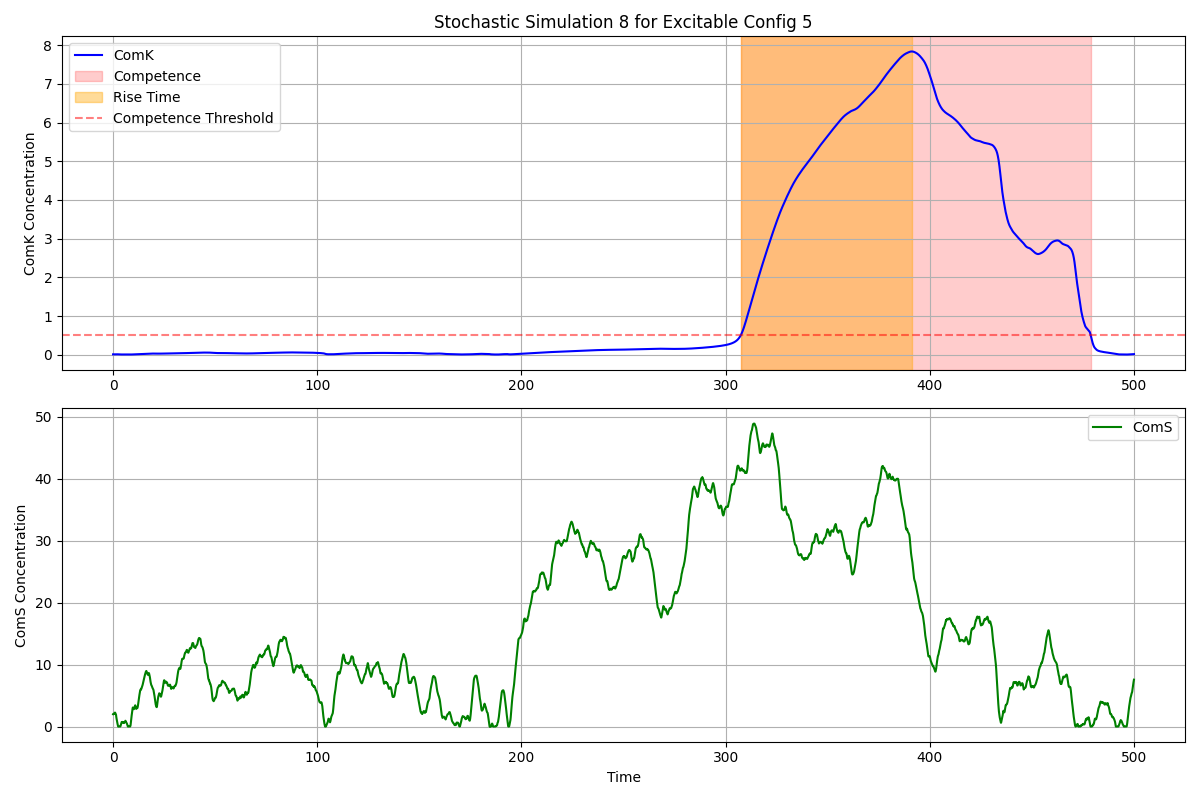 Stochastic Simulation 8 for Excitable Config 5
ComK
Competence
Rise Time
Competence Threshold
ComK Concentration
8
7
6
5
4
3
2
1
0
0 100 200 300 400 500
ComS
ComS Concentration
50
40
30
20
10
0
0 100 200 300 400 500
Time